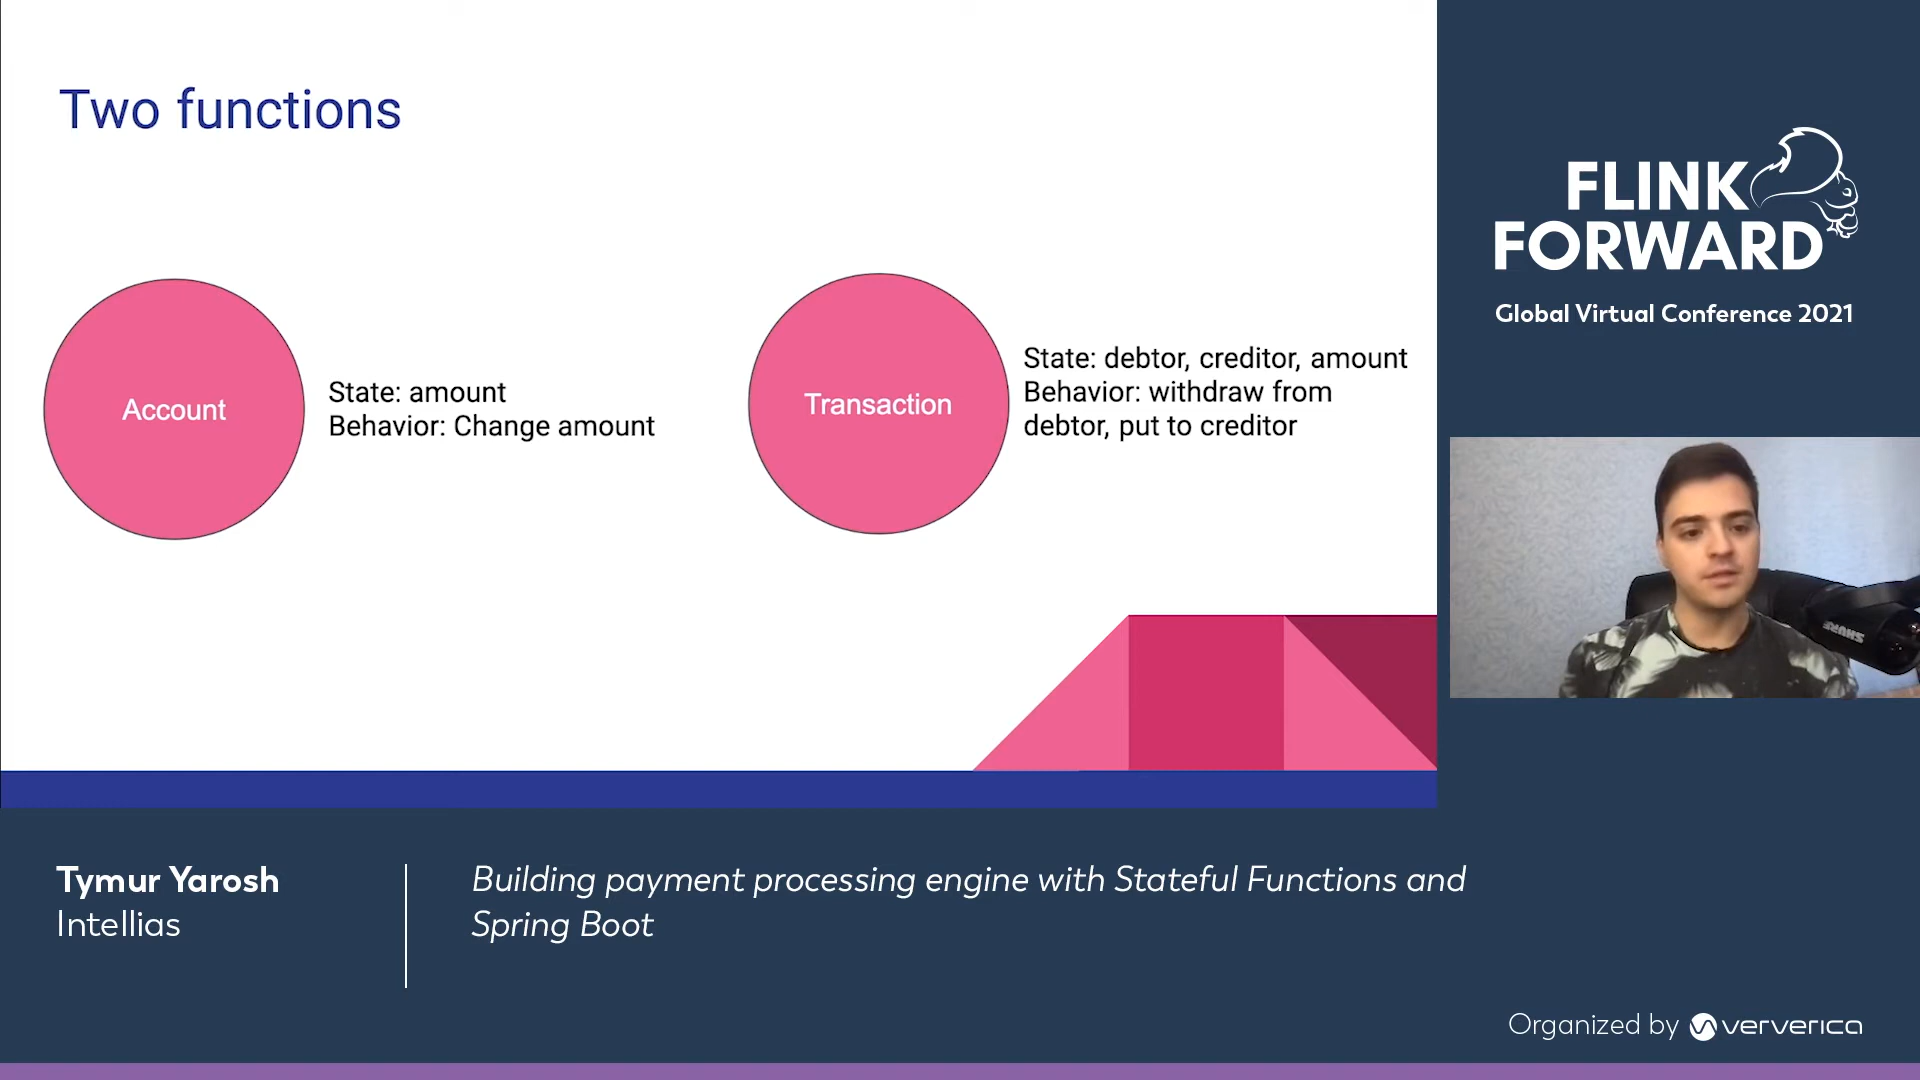 Two functions
Account
State: amount
Behavior: Change amount
Transaction
State: debtor, creditor, amount
Behavior: withdraw from
debtor, put to creditor
FLINK
FORWARD
Global Virtual Conference 2021
SHURE
Tymur Yarosh
Intellias
Building payment processing engine with Stateful Functions and
Spring Boot
Organized by ververica